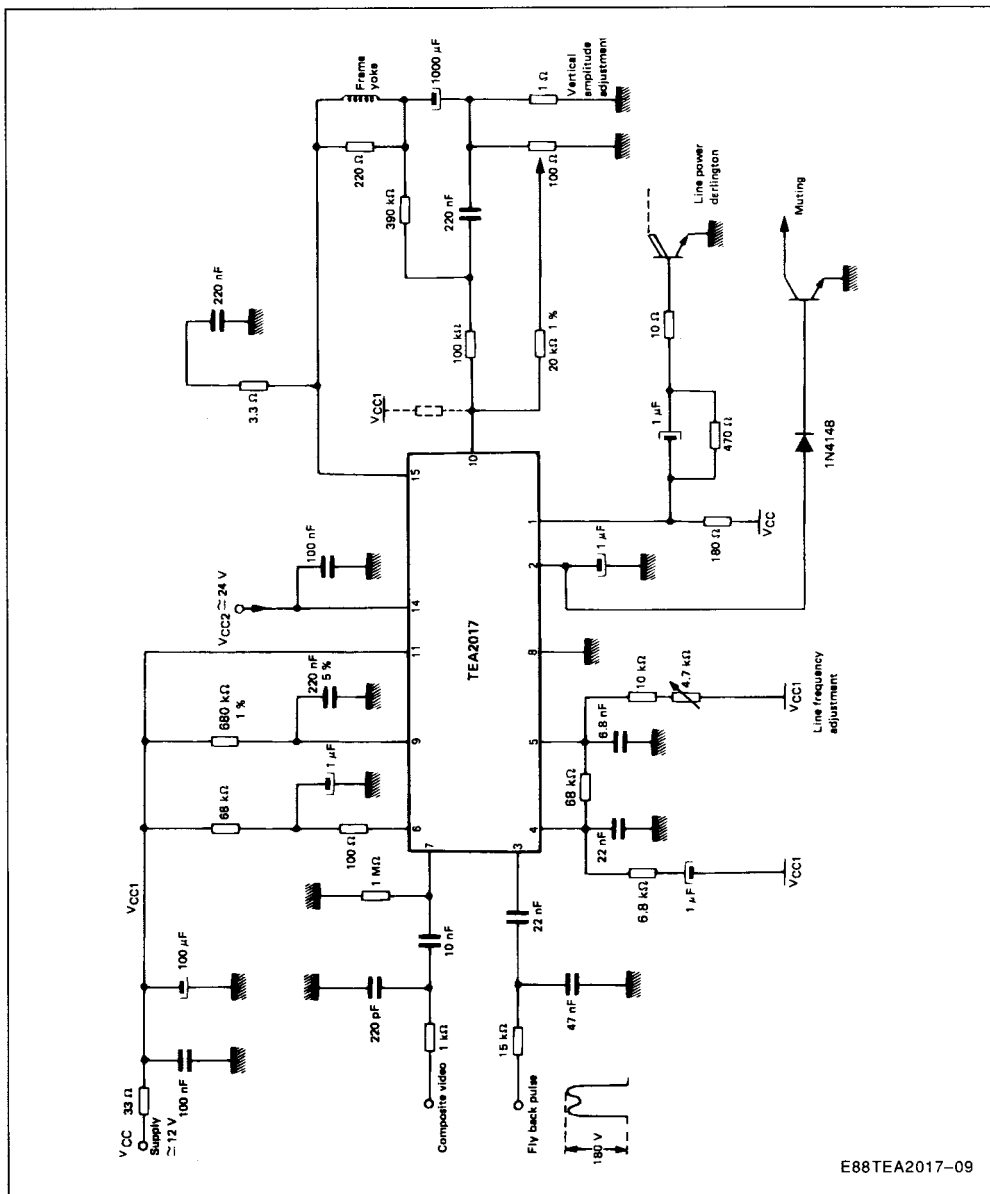 Frame
yoke
1000 µF
220 Ω
390 kΩ
220 nF
Vertical
amplitude
adjustment
1 Ω
100 Ω
220 nF
3.3 Ω
100 kΩ
20 kΩ 1 %
VCC1
Line power
darlington
10 Ω
1 µF
470 Ω
180 Ω
VCC
Muting
1N4148
1 µF
VCC2 ≃ 24 V
100 nF
220 nF
5 %
680 kΩ
1 %
68 kΩ
1 µF
100 Ω
15
10
14
11
9
6
7
3
4
5
8
2
1
TEA2017
VCC1
100 µF
100 nF
33 Ω
VCC
Supply
≃ 12 V
1 MΩ
10 nF
220 pF
1 kΩ
Composite video
22 nF
47 nF
15 kΩ
Fly back pulse
180 V
68 kΩ
6.8 nF
22 nF
6.8 kΩ
1 µF
VCC1
10 kΩ
4.7 kΩ
VCC1
Line frequency
adjustment
E88TEA2017-09